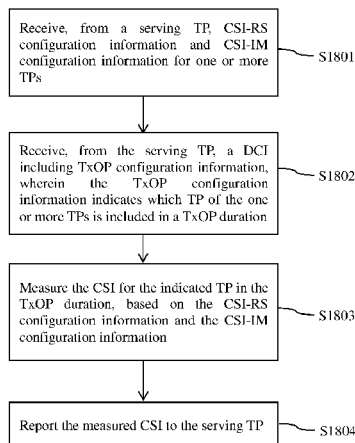 Receive, from a serving TP, CSI-RS
configuration information and CSI-IM
configuration information for one or more
TPs
S1801
Receive, from the serving TP, a DCI
including TxOP configuration information,
wherein the TxOP configuration
information indicates which TP of the one
or more TPs is included in a TxOP duration
S1802
Measure the CSI for the indicated TP in the
TxOP duration, based on the CSI-RS
configuration information and the CSI-IM
configuration information
S1803
Report the measured CSI to the serving TP
S1804